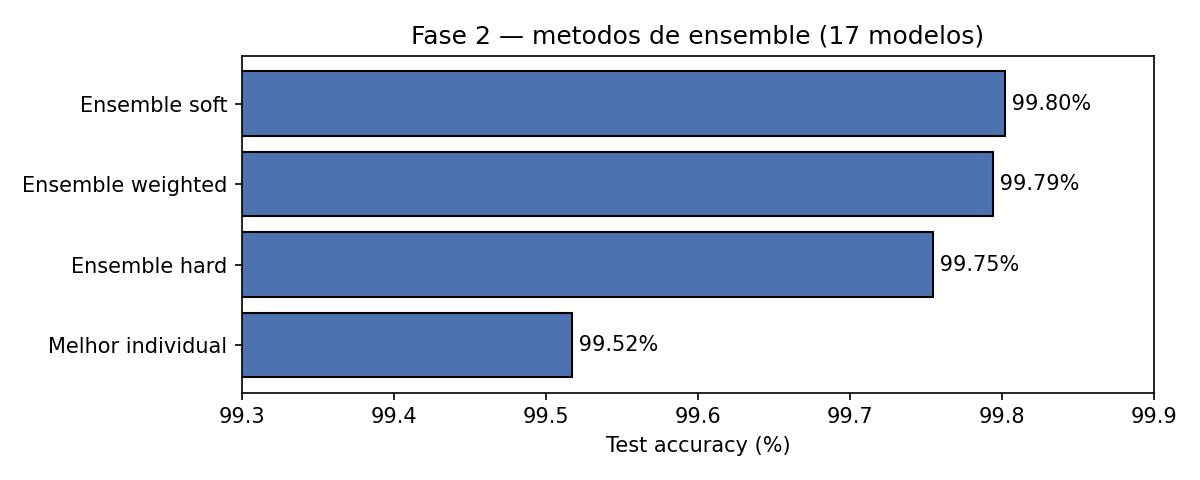 Fase 2 — metodos de ensemble (17 modelos)
Ensemble soft
99.80%
Ensemble weighted
99.79%
Ensemble hard
99.75%
Melhor individual
99.52%
99.3 99.4 99.5 99.6 99.7 99.8 99.9
Test accuracy (%)